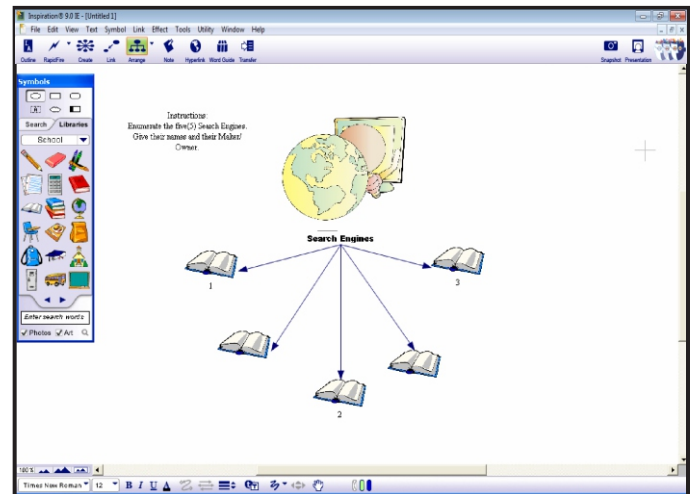 Inspiration® 9.0 IE - [Untitled1]
File Edit View Text Symbol Link Effect Tools Utility Window Help
Outline RapidFire Create Link Arrange Note Hyperlink Word Guide Transfer Snapshot Presentation
Symbols
A
Search Libraries
School
Enter search words
Photos Art
Instructions:
Enumerate the five(5) Search Engines.
Give their names and their Maker/
Owner.
Search Engines
1
3
2
100%
Times New Roman 12 B I U A